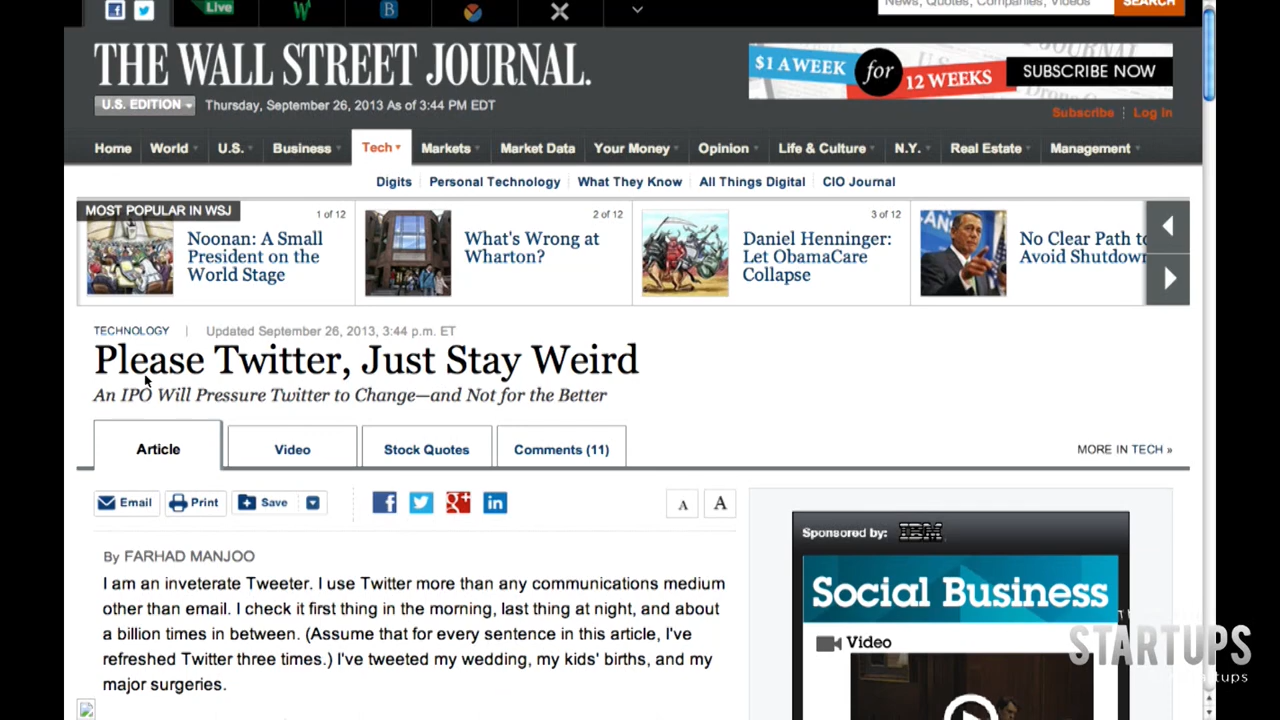 Live
W
B
News, Quotes, Companies, Videos
SEARCH
THE WALL STREET JOURNAL.
$1 A WEEK for 12 WEEKS
SUBSCRIBE NOW
U.S. EDITION
Thursday, September 26, 2013 As of 3:44 PM EDT
Subscribe | Log In
Home World U.S. Business Tech Markets Market Data Your Money Opinion Life & Culture N.Y. Real Estate Management
Digits Personal Technology What They Know All Things Digital CIO Journal
MOST POPULAR IN WSJ
1 of 12
Noonan: A Small
President on the
World Stage
2 of 12
What's Wrong at
Wharton?
3 of 12
Daniel Henninger:
Let ObamaCare
Collapse
No Clear Path to
Avoid Shutdown
TECHNOLOGY | Updated September 26, 2013, 3:44 p.m. ET
Please Twitter, Just Stay Weird
An IPO Will Pressure Twitter to Change—and Not for the Better
Article Video Stock Quotes Comments (11)
MORE IN TECH »
Email Print Save
A A
By FARHAD MANJOO
I am an inveterate Tweeter. I use Twitter more than any communications medium
other than email. I check it first thing in the morning, last thing at night, and about
a billion times in between. (Assume that for every sentence in this article, I've
refreshed Twitter three times.) I've tweeted my wedding, my kids' births, and my
major surgeries.
Sponsored by: IBM
Social Business
Video
STARTUPS